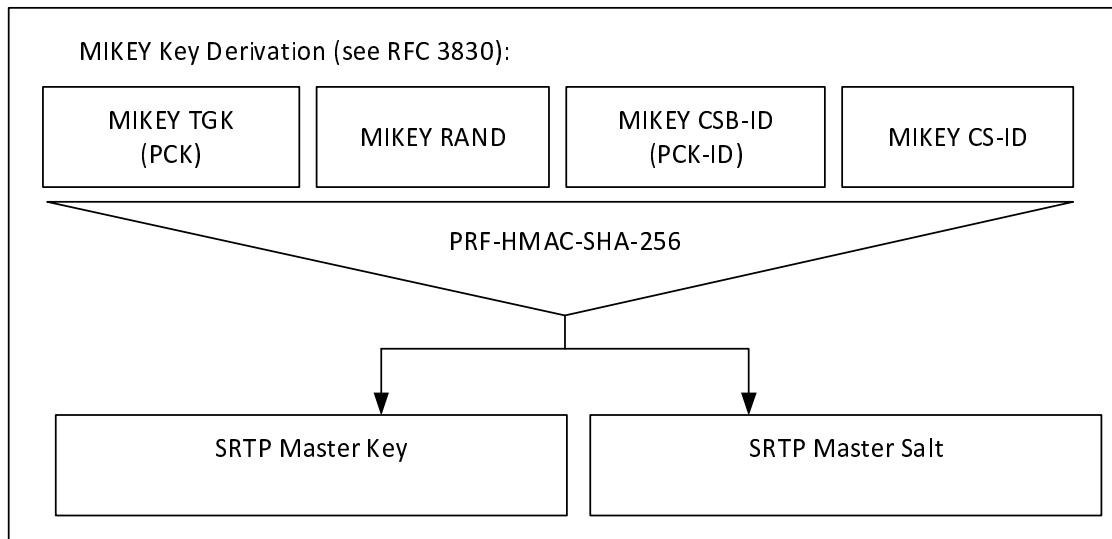 MIKEY Key Derivation (see RFC 3830):
MIKEY TGK
(PCK)
MIKEY RAND
MIKEY CSB-ID
(PCK-ID)
MIKEY CS-ID
PRF-HMAC-SHA-256
SRTP Master Key
SRTP Master Salt